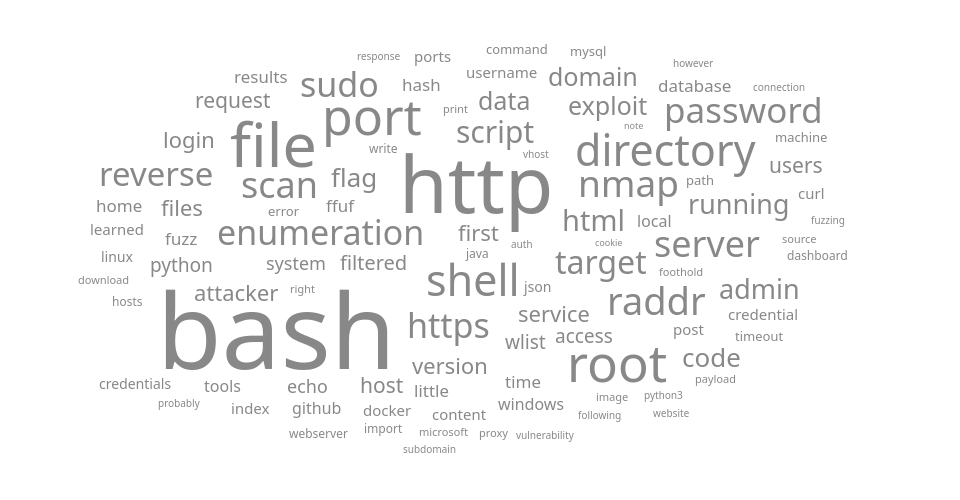 response
ports
command
mysql
however
results
sudo
hash
username
domain
database
connection
request
port
print
data
exploit
password
note
login
file
write
script
vhost
directory
machine
reverse
scan
flag
http
nmap
path
users
home
files
error
ffuf
html
local
running
curl
fuzzing
learned
fuzz
enumeration
first
auth
java
cookie
server
source
dashboard
linux
python
system
filtered
target
foothold
download
hosts
attacker
right
shell
json
raddr
admin
bash
https
service
wlist
access
post
credential
timeout
version
root
code
payload
credentials
tools
echo
host
little
time
image
python3
probably
index
github
docker
content
windows
following
website
webserver
import
microsoft
proxy
vulnerability
subdomain